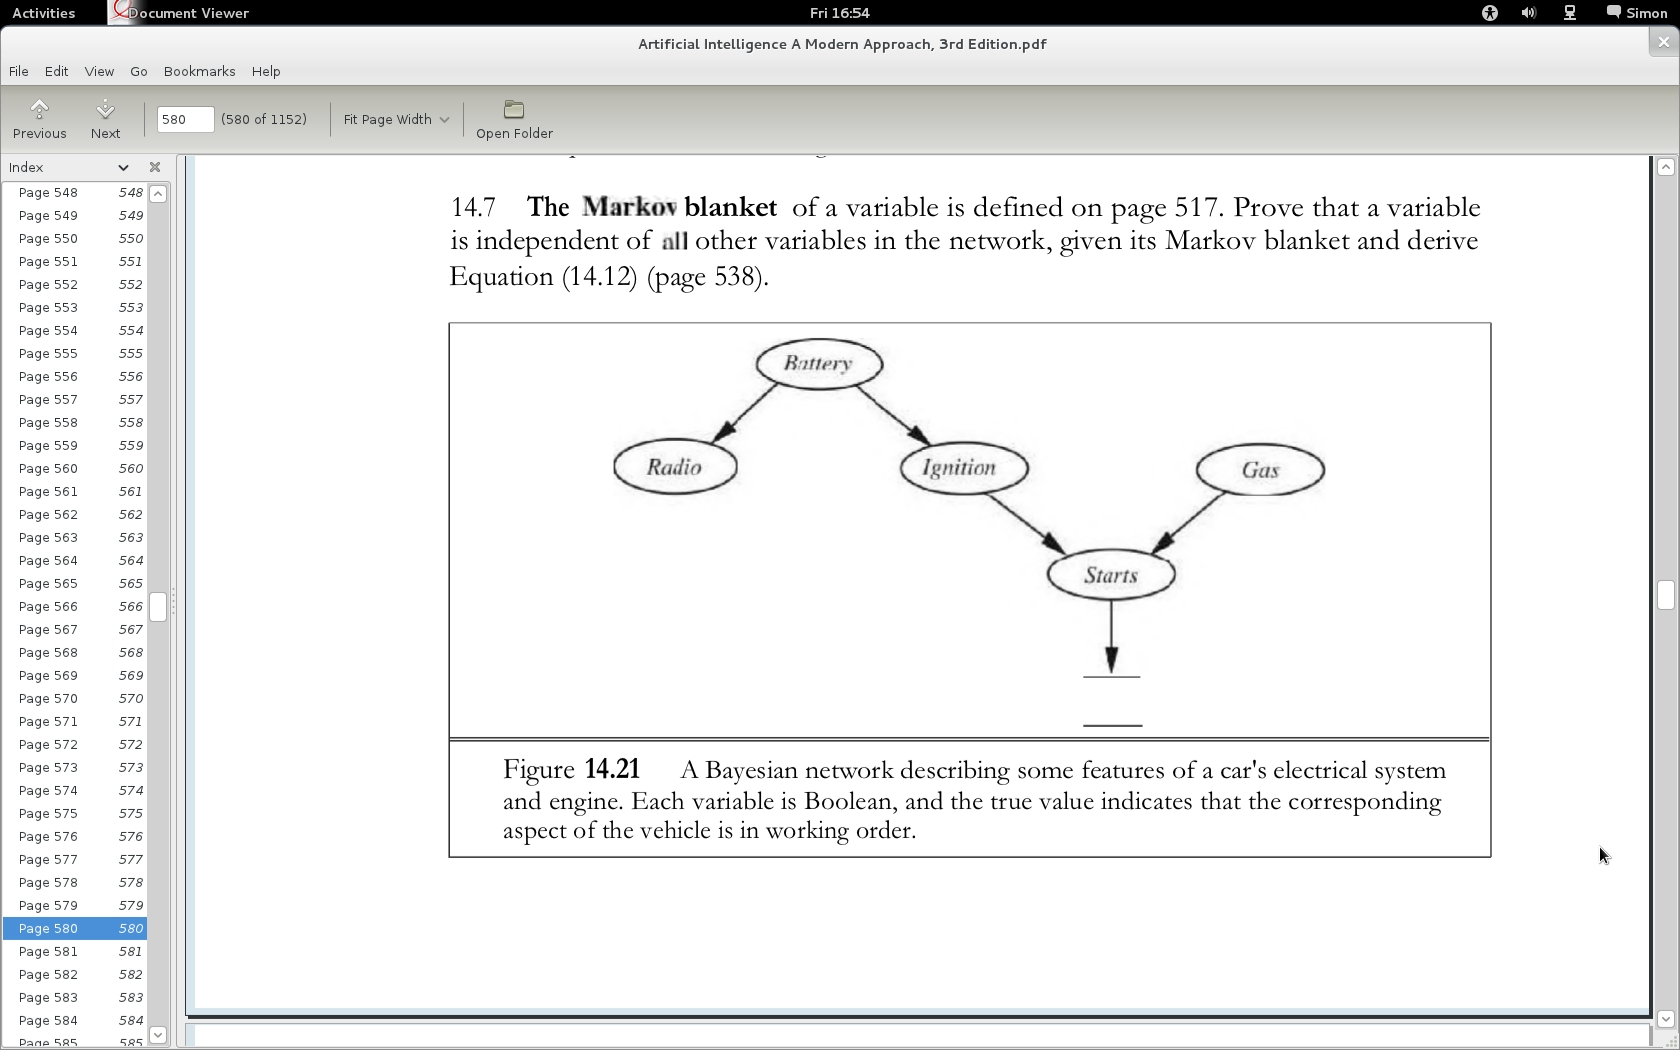 Activities
Document Viewer
Fri 16:54
Simon
Artificial Intelligence A Modern Approach, 3rd Edition.pdf
File Edit View Go Bookmarks Help
Previous
Next
580
(580 of 1152)
Fit Page Width
Open Folder
Index
Page 548 548
Page 549 549
Page 550 550
Page 551 551
Page 552 552
Page 553 553
Page 554 554
Page 555 555
Page 556 556
Page 557 557
Page 558 558
Page 559 559
Page 560 560
Page 561 561
Page 562 562
Page 563 563
Page 564 564
Page 565 565
Page 566 566
Page 567 567
Page 568 568
Page 569 569
Page 570 570
Page 571 571
Page 572 572
Page 573 573
Page 574 574
Page 575 575
Page 576 576
Page 577 577
Page 578 578
Page 579 579
Page 580 580
Page 581 581
Page 582 582
Page 583 583
Page 584 584
Page 585 585
14.7 The Markov blanket of a variable is defined on page 517. Prove that a variable
is independent of all other variables in the network, given its Markov blanket and derive
Equation (14.12) (page 538).
Battery
Radio
Ignition
Gas
Starts
Figure 14.21 A Bayesian network describing some features of a car's electrical system
and engine. Each variable is Boolean, and the true value indicates that the corresponding
aspect of the vehicle is in working order.